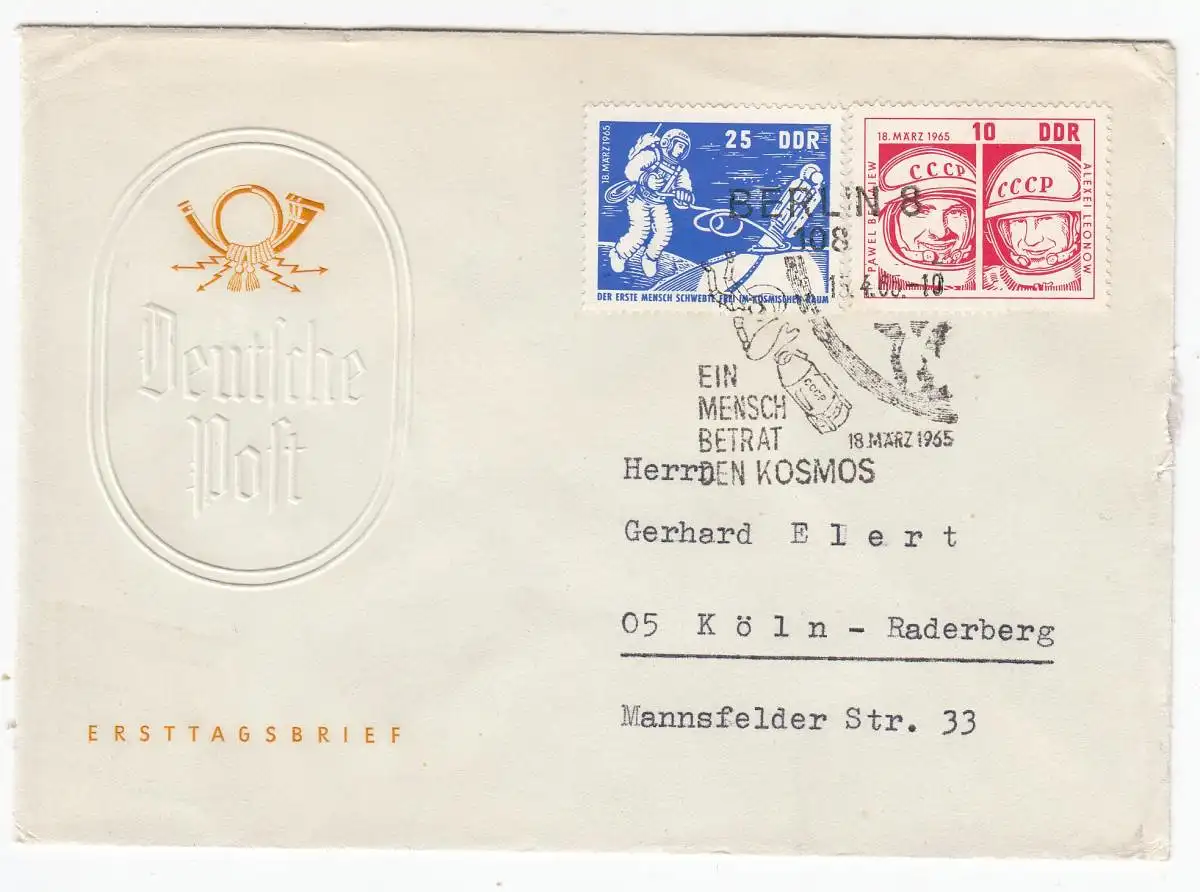 18. MÄRZ 1965
25 DDR
DER ERSTE MENSCH SCHWEBTE FREI IM KOSMISCHEN RAUM
18. MÄRZ 1965 10 DDR
PAWEL
CCCP
CCCP
ALEXEI LEONOW
BERLIN 8
108
EIN
MENSCH
BETRAT
DEN KOSMOS
CCCP
18.MÄRZ 1965
Deutsche
Post
ERSTTAGSBRIEF
Herrn
Gerhard Elert
05 Köln - Raderberg
Mannsfelder Str. 33